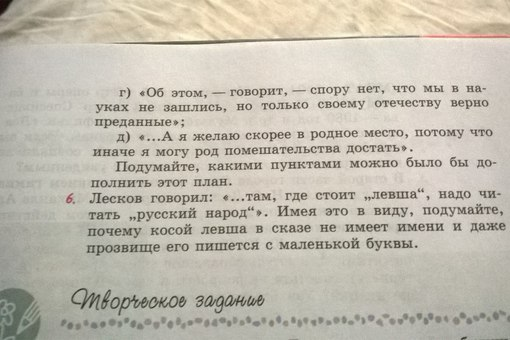 г) «Об этом, — говорит, — спору нет, что мы в на-
уках не зашлись, но только своему отечеству верно
преданные»;
д) «...А я желаю скорее в родное место, потому что
иначе я могу род помешательства достать».
Подумайте, какими пунктами можно было бы до-
полнить этот план.
6. Лесков говорил: «...там, где стоит „левша“, надо чи-
тать „русский народ“». Имея это в виду, подумайте,
почему косой левша в сказе не имеет имени и даже
прозвище его пишется с маленькой буквы.
Творческое задание